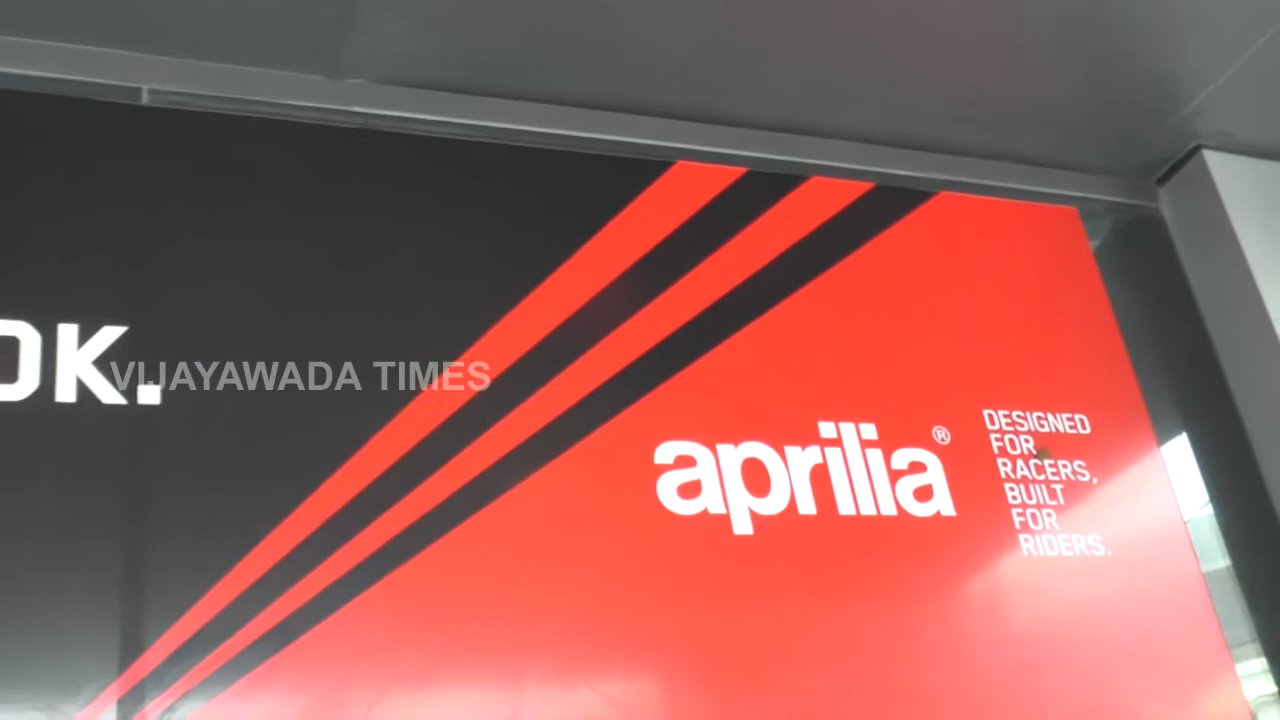 OK.
VIJAYAWADA TIMES
aprilia®
DESIGNED
FOR
RACERS,
BUILT
FOR
RIDERS.